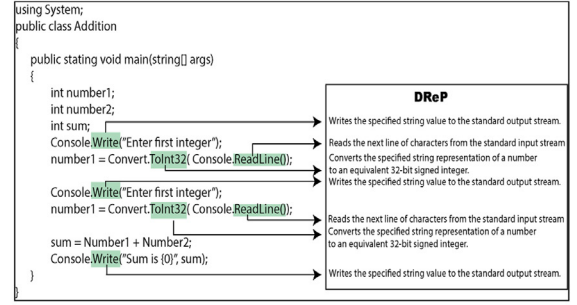 using System;
public class Addition
{
public stating void main(string[] args)
{
int number1;
int number2;
int sum;
Console.Write("Enter first integer");
number1 = Convert.ToInt32( Console.ReadLine());
Console.Write("Enter first integer");
number1 = Convert.ToInt32( Console.ReadLine());
sum = Number1 + Number2;
Console.Write("Sum is {0}", sum);
}
}
DReP
Writes the specified string value to the standard output stream.
Reads the next line of characters from the standard input stream
Converts the specified string representation of a number
to an equivalent 32-bit signed integer.
Writes the specified string value to the standard output stream.
Reads the next line of characters from the standard input stream
Converts the specified string representation of a number
to an equivalent 32-bit signed integer.
Writes the specified string value to the standard output stream.